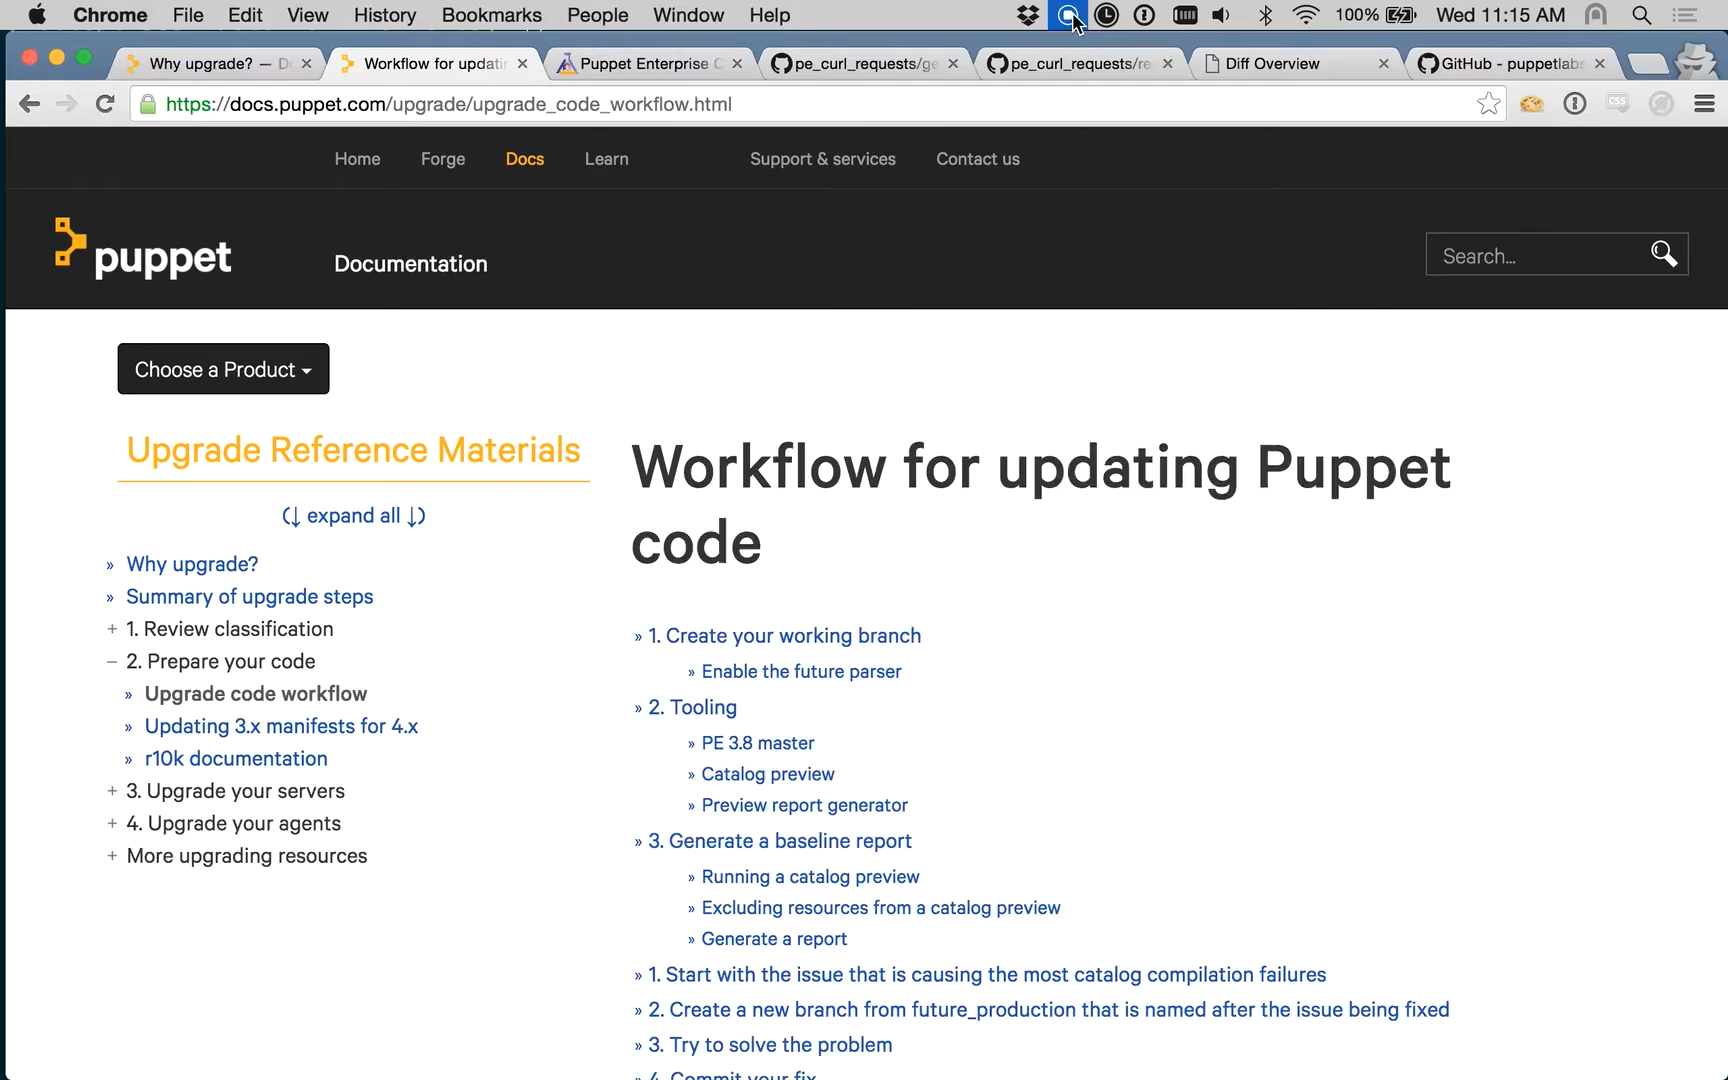 Chrome File Edit View History Bookmarks People Window Help 100% Wed 11:15 AM
Why upgrade? — D
Workflow for updatin
Puppet Enterprise C
pe_curl_requests/ge
pe_curl_requests/re
Diff Overview
GitHub - puppetlabs
https://docs.puppet.com/upgrade/upgrade_code_workflow.html
CSS
Home Forge Docs Learn Support & services Contact us
puppet
Documentation
Search...
Choose a Product
Upgrade Reference Materials
(↓ expand all ↓)
» Why upgrade?
» Summary of upgrade steps
+ 1. Review classification
– 2. Prepare your code
» Upgrade code workflow
» Updating 3.x manifests for 4.x
» r10k documentation
+ 3. Upgrade your servers
+ 4. Upgrade your agents
+ More upgrading resources
Workflow for updating Puppet
code
» 1. Create your working branch
» Enable the future parser
» 2. Tooling
» PE 3.8 master
» Catalog preview
» Preview report generator
» 3. Generate a baseline report
» Running a catalog preview
» Excluding resources from a catalog preview
» Generate a report
» 1. Start with the issue that is causing the most catalog compilation failures
» 2. Create a new branch from future_production that is named after the issue being fixed
» 3. Try to solve the problem
» 4. Commit your fix